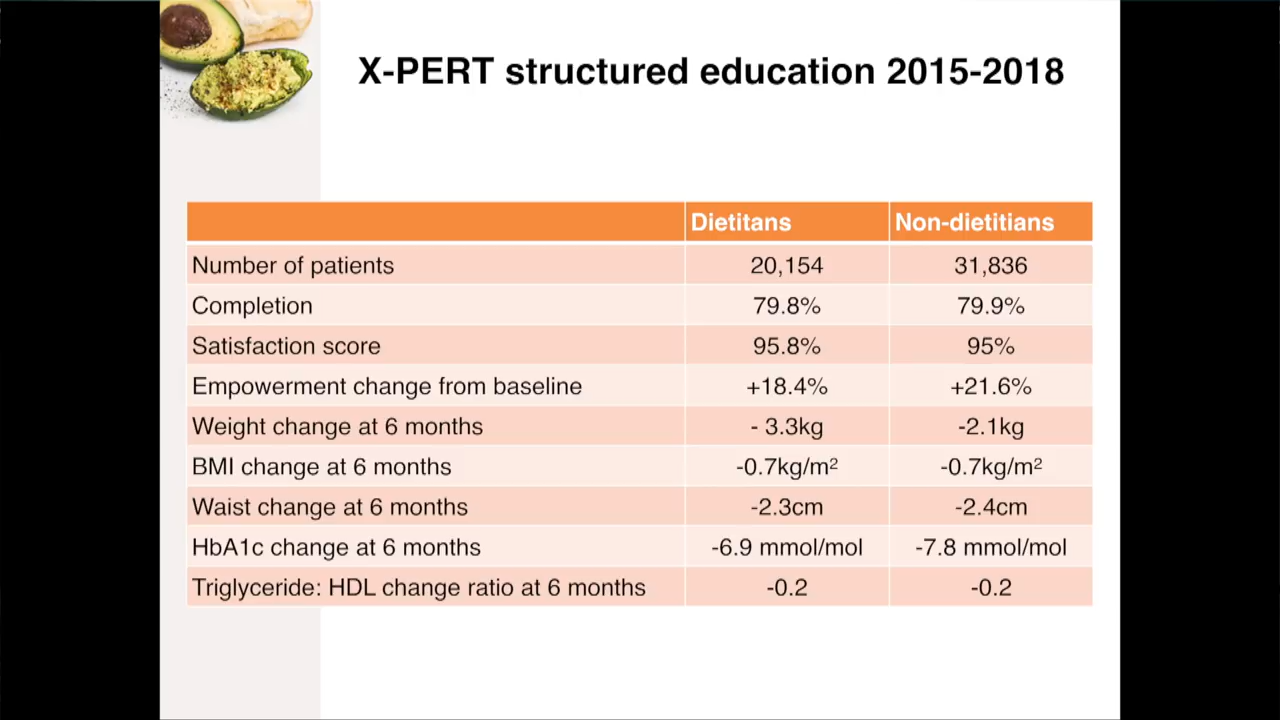 X-PERT structured education 2015-2018
Dietitans Non-dietitians
Number of patients 20,154 31,836
Completion 79.8% 79.9%
Satisfaction score 95.8% 95%
Empowerment change from baseline +18.4% +21.6%
Weight change at 6 months - 3.3kg -2.1kg
BMI change at 6 months -0.7kg/m² -0.7kg/m²
Waist change at 6 months -2.3cm -2.4cm
HbA1c change at 6 months -6.9 mmol/mol -7.8 mmol/mol
Triglyceride: HDL change ratio at 6 months -0.2 -0.2